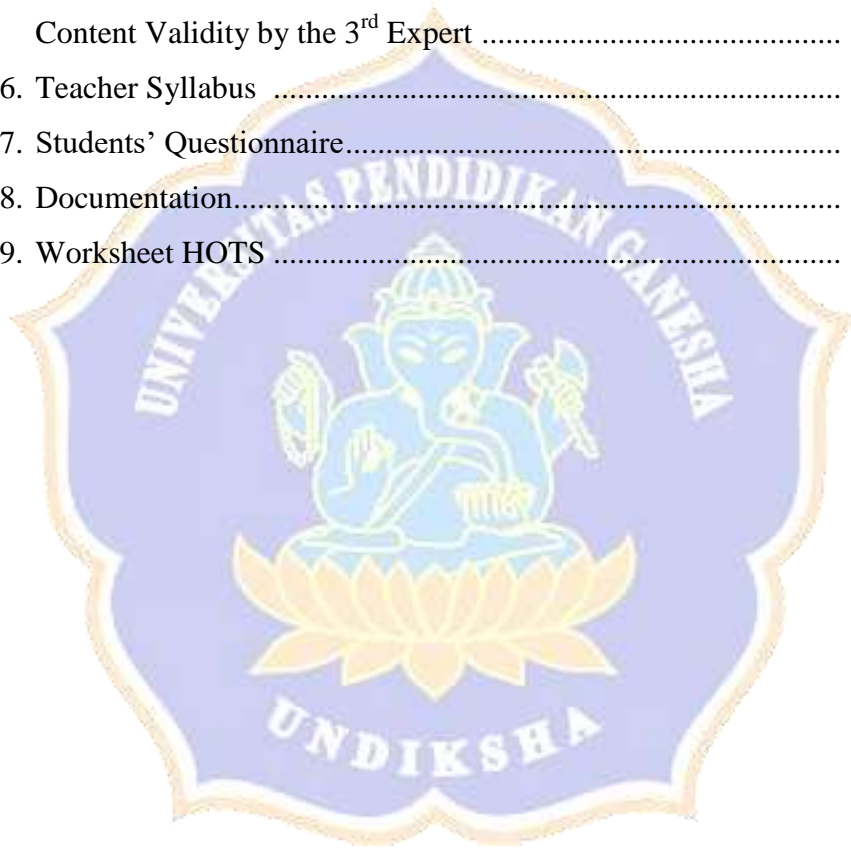 Content Validity by the 3rd Expert .............................................
6. Teacher Syllabus .......................................................................
7. Students’ Questionnaire..............................................................
8. Documentation............................................................................
9. Worksheet HOTS .......................................................................
UNIVERSITAS PENDIDIKAN GANESHA
UNDIKSHA